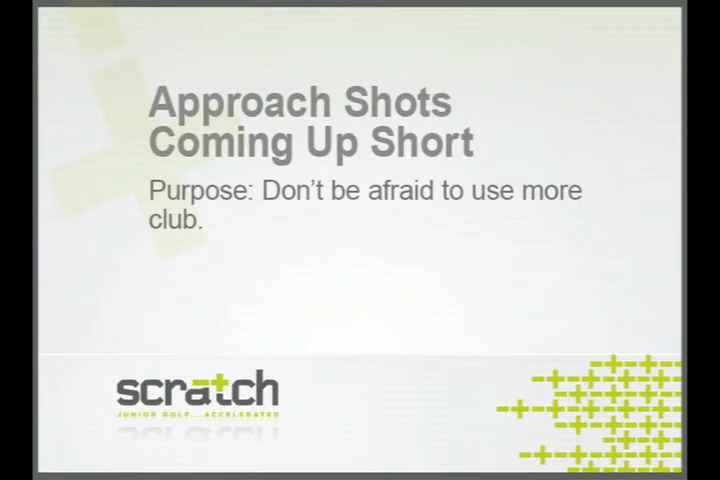 Approach Shots
Coming Up Short
Purpose: Don't be afraid to use more
club.
scratch
JUNIOR GOLF...ACCELERATED